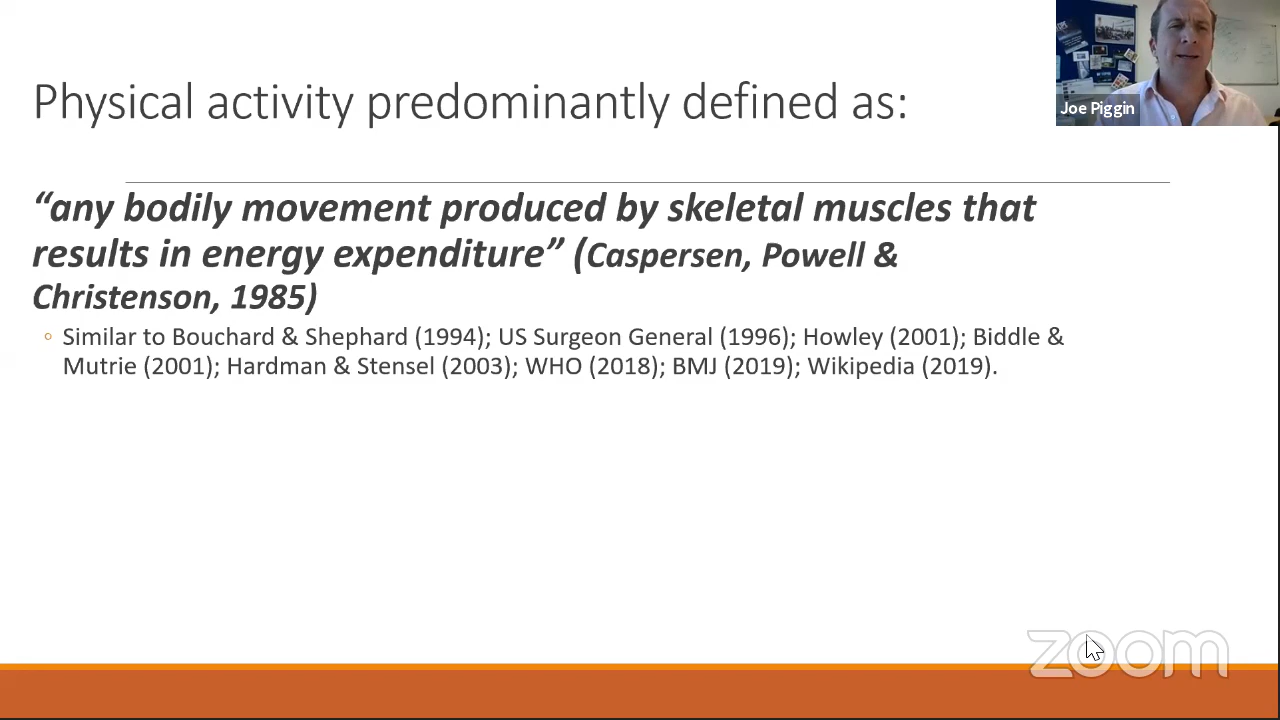 Physical activity predominantly defined as:
Joe Piggin
“any bodily movement produced by skeletal muscles that
results in energy expenditure” (Caspersen, Powell &
Christenson, 1985)
◦ Similar to Bouchard & Shephard (1994); US Surgeon General (1996); Howley (2001); Biddle &
Mutrie (2001); Hardman & Stensel (2003); WHO (2018); BMJ (2019); Wikipedia (2019).
zoom